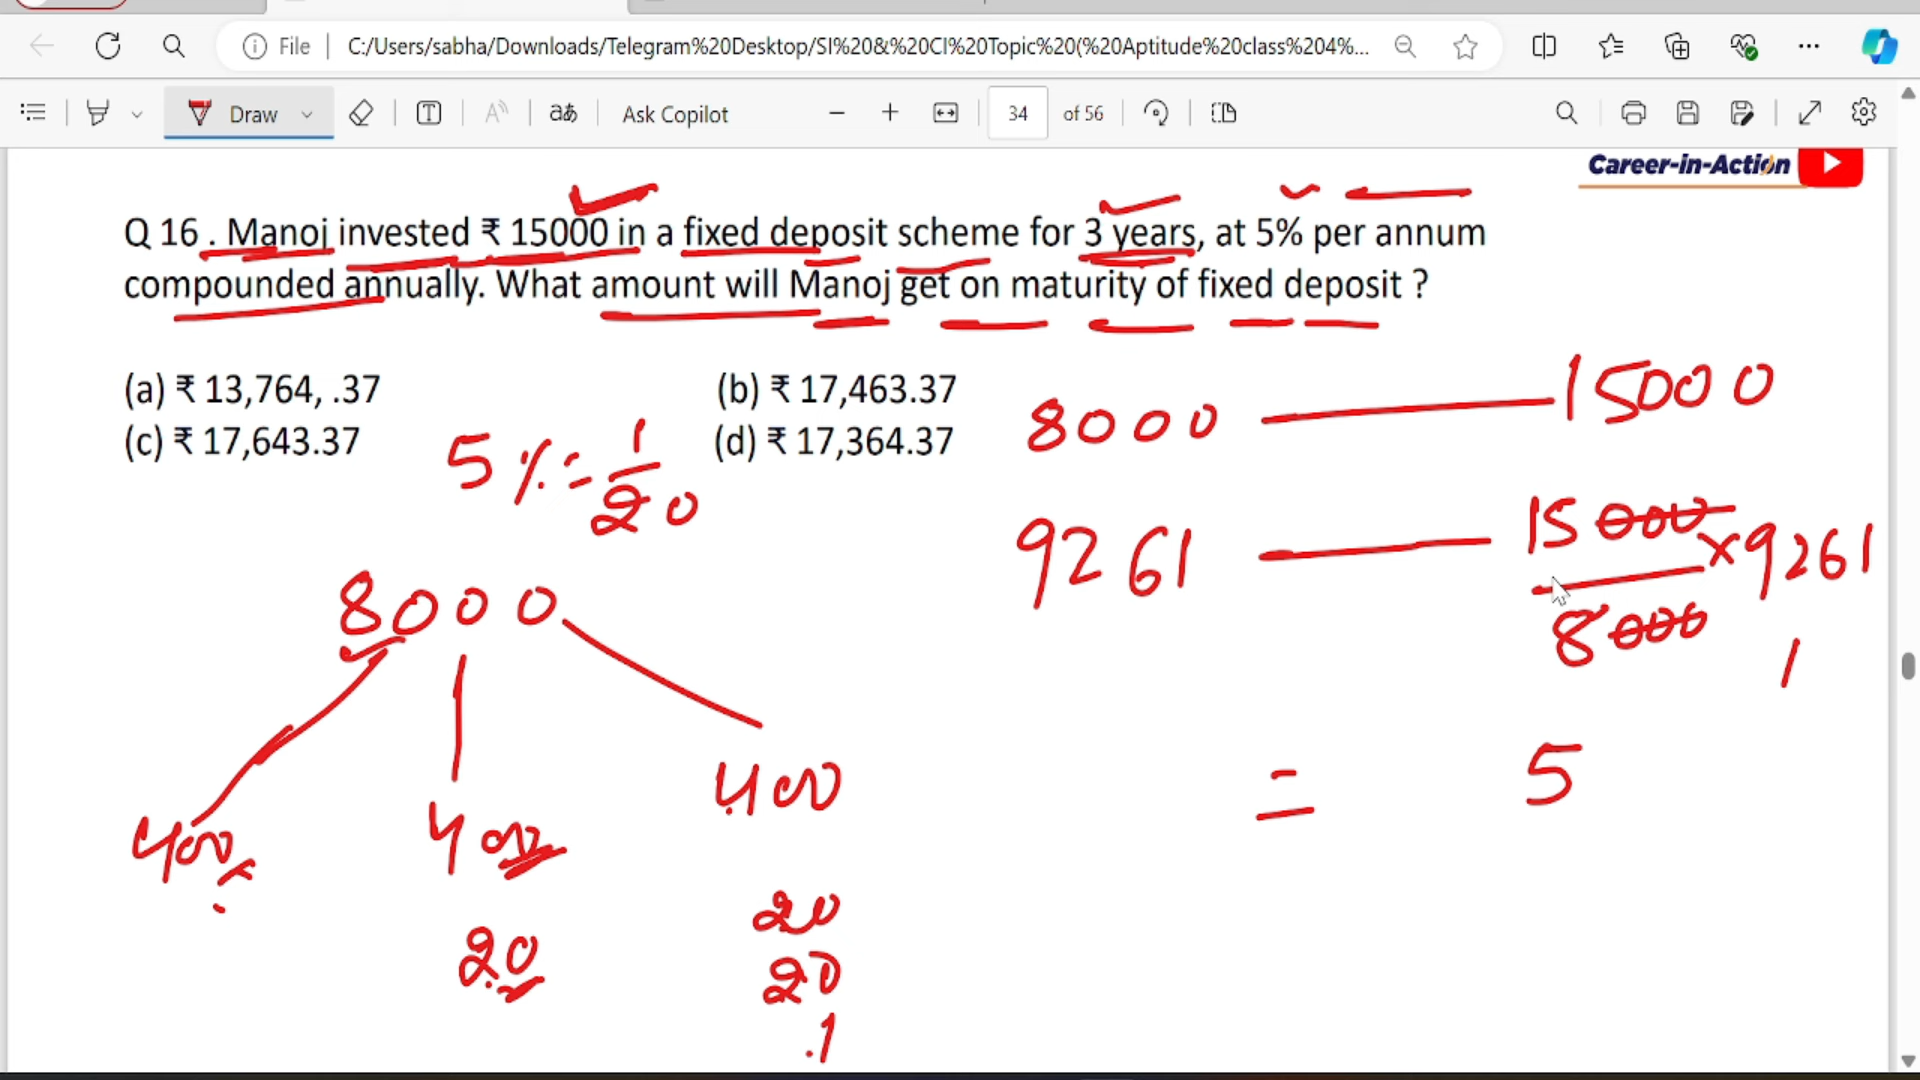 File C:/Users/sabha/Downloads/Telegram%20Desktop/SI%20&%20CI%20Topic%20(%20Aptitude%20class%204%...
Draw Ask Copilot 34 of 56
Career-in-Action
Q 16 . Manoj invested ₹ 15000 in a fixed deposit scheme for 3 years, at 5% per annum
compounded annually. What amount will Manoj get on maturity of fixed deposit ?
(a) ₹ 13,764, .37 (b) ₹ 17,463.37
(c) ₹ 17,643.37 (d) ₹ 17,364.37
5 % = 1/20
8000 — 15000
9261 — 15000/8000 × 9261
1
8000
= 5
400 400 400
20 20
20
1